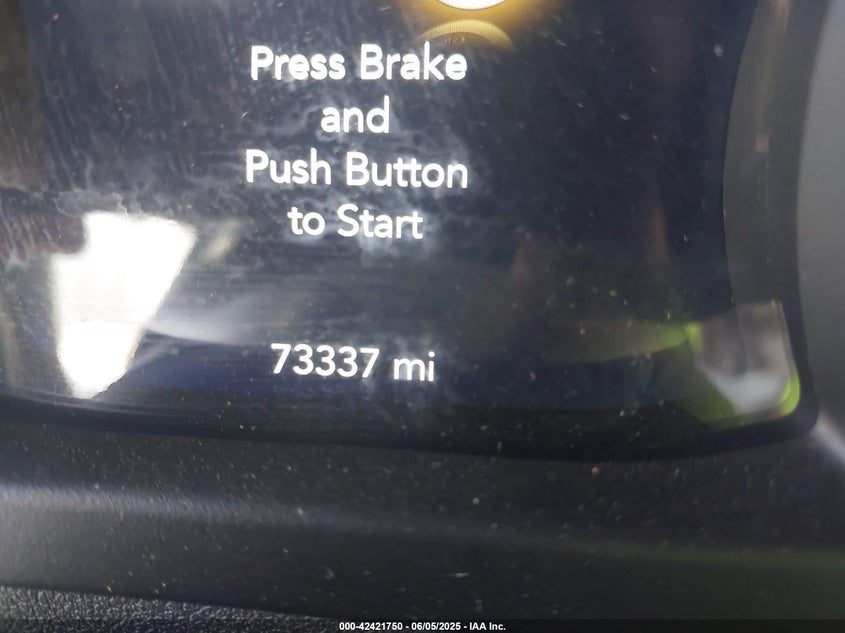 Press Brake
and
Push Button
to Start
73337 mi
000-42421750 - 06/05/2025 - IAA Inc.